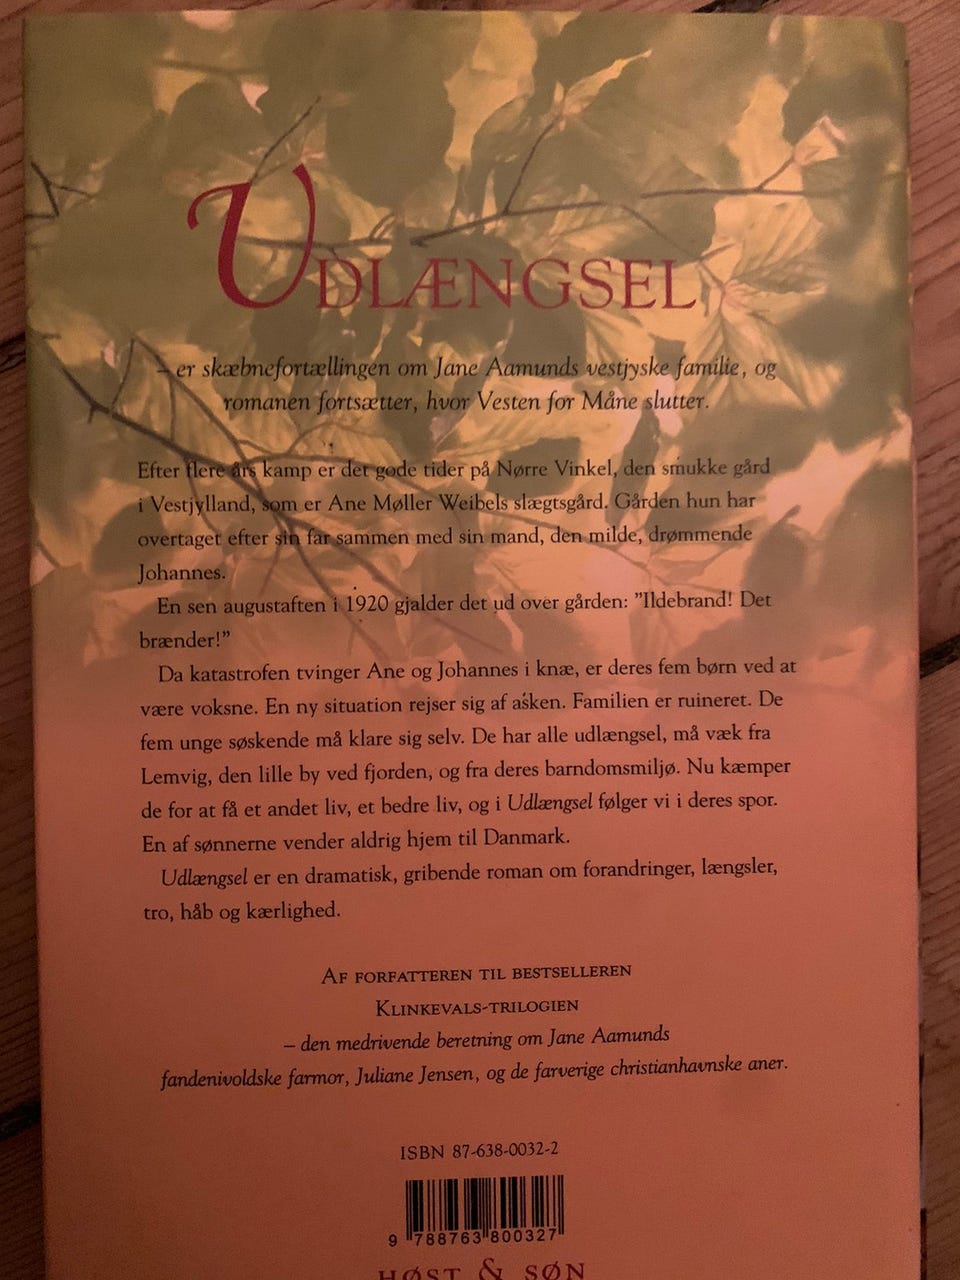 UDLÆNGSEL
– er skæbnefortællingen om Jane Aamunds vestjyske familie, og
romanen fortsætter, hvor Vesten for Måne slutter.
Efter flere års kamp er det gode tider på Nørre Vinkel, den smukke gård
i Vestjylland, som er Ane Møller Weibels slægtsgård. Gården hun har
overtaget efter sin far sammen med sin mand, den milde, drømmende
Johannes.
En sen augustaften i 1920 gjalder det ud over gården: ”Ildebrand! Det
brænder!”
Da katastrofen tvinger Ane og Johannes i knæ, er deres fem børn ved at
være voksne. En ny situation rejser sig af asken. Familien er ruineret. De
fem unge søskende må klare sig selv. De har alle udlængsel, må væk fra
Lemvig, den lille by ved fjorden, og fra deres barndomsmiljø. Nu kæmper
de for at få et andet liv, et bedre liv, og i Udlængsel følger vi i deres spor.
En af sønnerne vender aldrig hjem til Danmark.
Udlængsel er en dramatisk, gribende roman om forandringer, længsler,
tro, håb og kærlighed.
AF FORFATTEREN TIL BESTSELLEREN
KLINKEVALS-TRILOGIEN
– den medrivende beretning om Jane Aamunds
fandenivoldske farmor, Juliane Jensen, og de farverige christianhavnske aner.
ISBN 87-638-0032-2
9 788763 800327
HØST & SØN